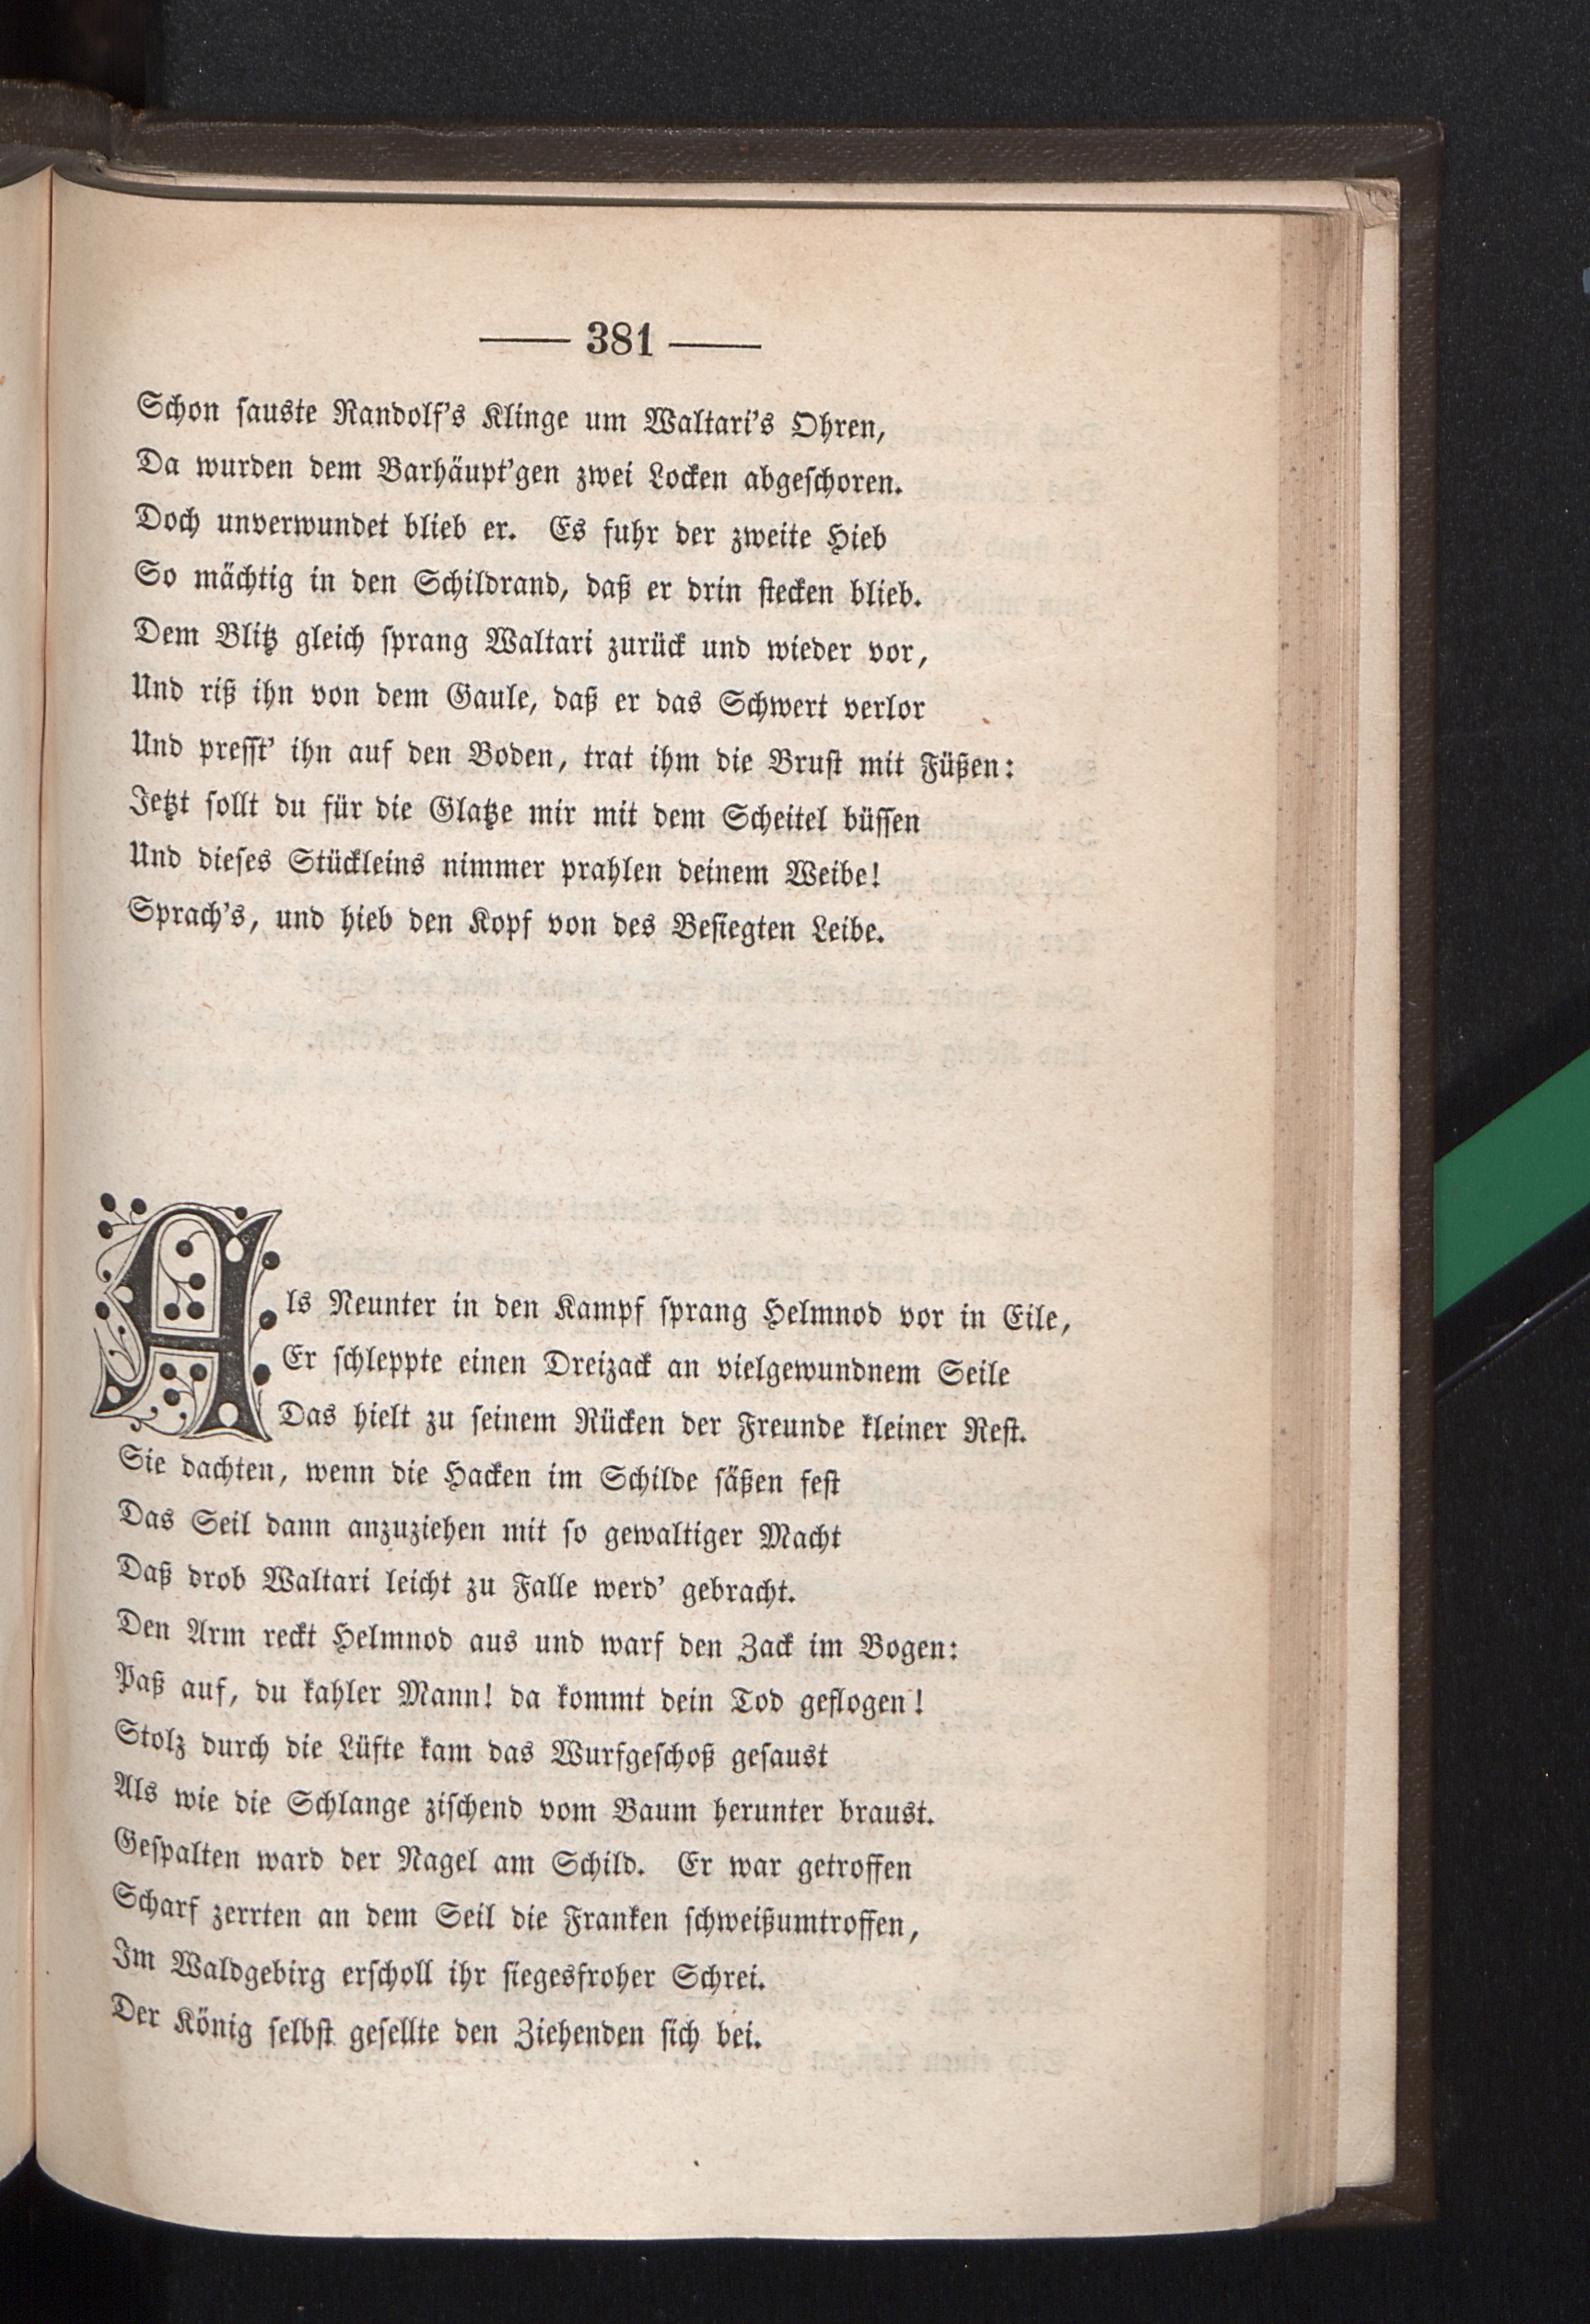 — 381 —
Schon sauste Randolf's Klinge um Waltari's Ohren,
Da wurden dem Barhäupt'gen zwei Locken abgeschoren.
Doch unverwundet blieb er. Es fuhr der zweite Hieb
So mächtig in den Schildrand, daß er drin stecken blieb.
Dem Blitz gleich sprang Waltari zurück und wieder vor,
Und riß ihn von dem Gaule, daß er das Schwert verlor
Und presst' ihn auf den Boden, trat ihm die Brust mit Füßen:
Jetzt sollt du für die Glatze mir mit dem Scheitel büssen
Und dieses Stückleins nimmer prahlen deinem Weibe!
Sprach's, und hieb den Kopf von des Besiegten Leibe.
Als Neunter in den Kampf sprang Helmnod vor in Eile,
Er schleppte einen Dreizack an vielgewundnem Seile
Das hielt zu seinem Rücken der Freunde kleiner Rest.
Sie dachten, wenn die Hacken im Schilde säßen fest
Das Seil dann anzuziehen mit so gewaltiger Macht
Daß drob Waltari leicht zu Falle werd' gebracht.
Den Arm reckt Helmnod aus und warf den Zack im Bogen:
Paß auf, du kahler Mann! da kommt dein Tod geflogen!
Stolz durch die Lüfte kam das Wurfgeschoß gesaust
Als wie die Schlange zischend vom Baum herunter braust.
Gespalten ward der Nagel am Schild. Er war getroffen
Scharf zerrten an dem Seil die Franken schweißumtroffen,
Im Waldgebirg erscholl ihr siegesfroher Schrei.
Der König selbst gesellte den Ziehenden sich bei.